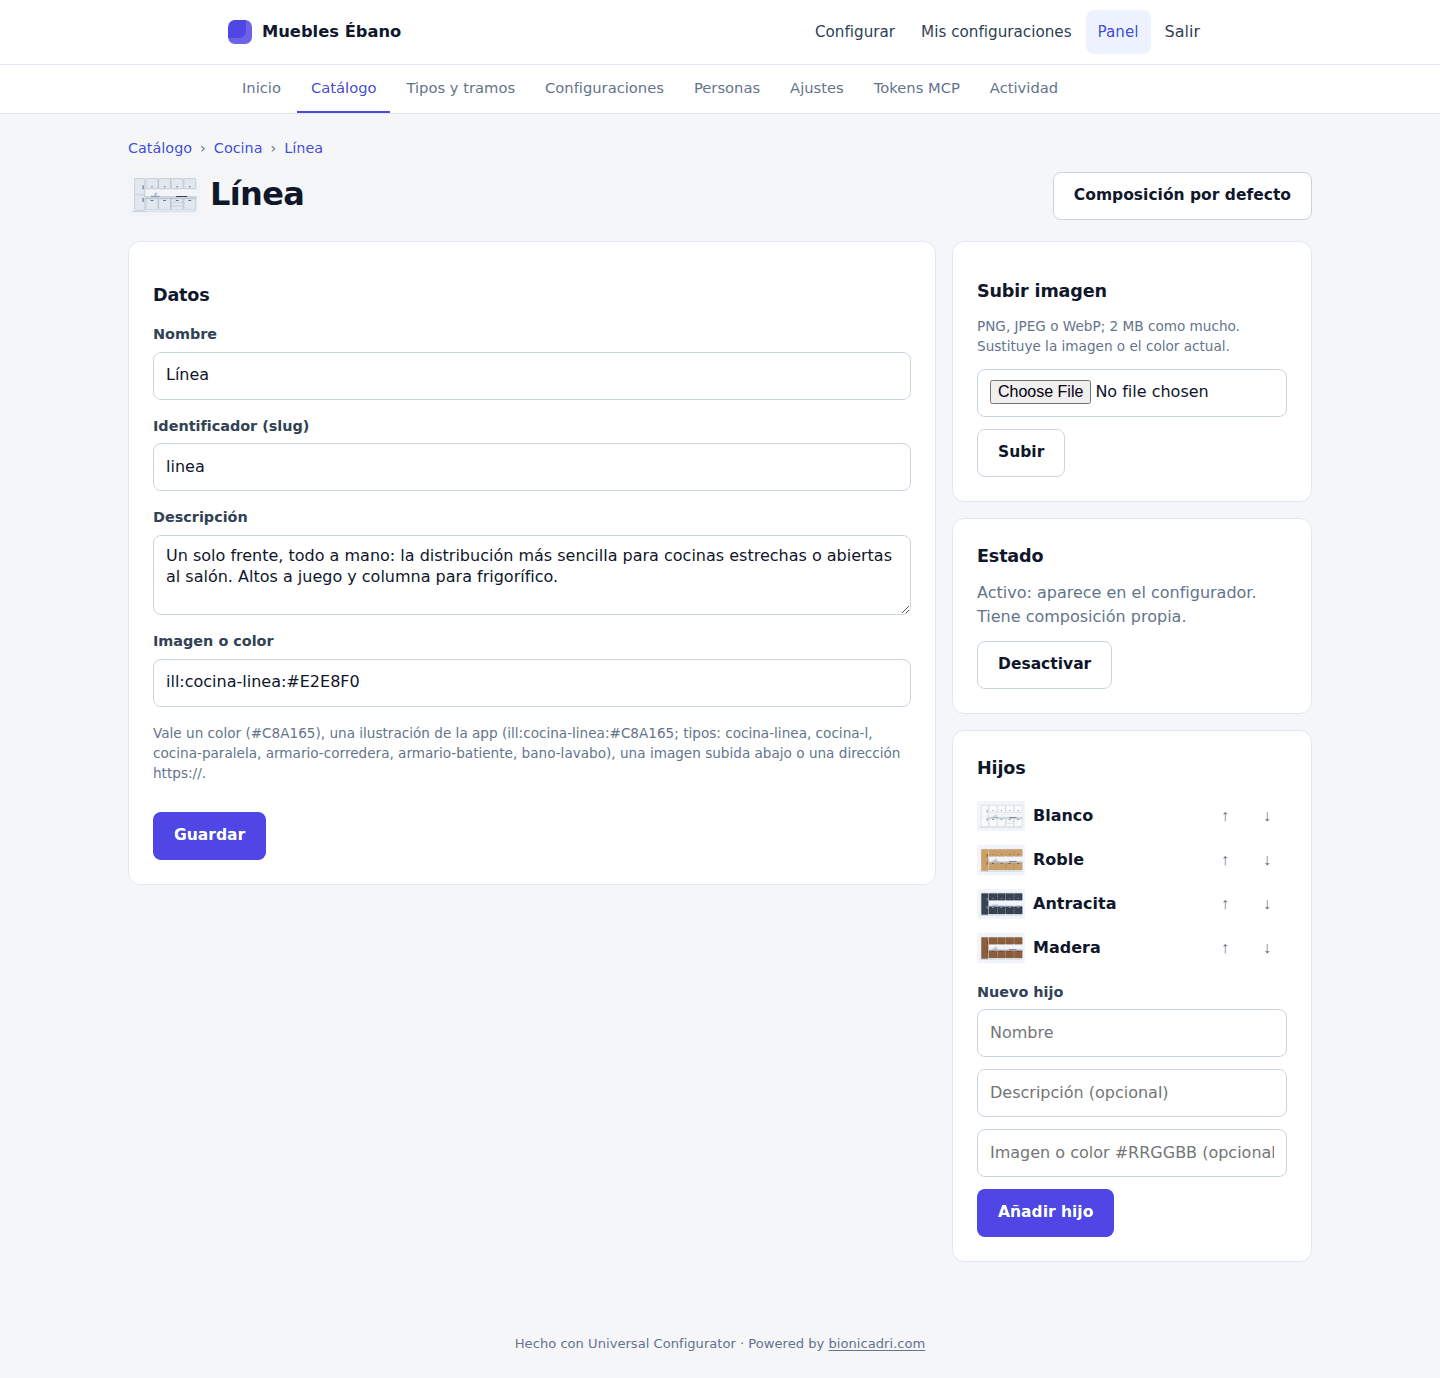 Muebles Ébano
Configurar
Mis configuraciones
Panel
Salir
Inicio
Catálogo
Tipos y tramos
Configuraciones
Personas
Ajustes
Tokens MCP
Actividad
Catálogo › Cocina › Línea
Línea
Composición por defecto
Datos
Nombre
Línea
Identificador (slug)
linea
Descripción
Un solo frente, todo a mano: la distribución más sencilla para cocinas estrechas o abiertas
al salón. Altos a juego y columna para frigorífico.
Imagen o color
ill:cocina-linea:#E2E8F0
Vale un color (#C8A165), una ilustración de la app (ill:cocina-linea:#C8A165; tipos: cocina-linea, cocina-l,
cocina-paralela, armario-corredera, armario-batiente, bano-lavabo), una imagen subida abajo o una dirección
https://.
Guardar
Subir imagen
PNG, JPEG o WebP; 2 MB como mucho.
Sustituye la imagen o el color actual.
Choose File No file chosen
Subir
Estado
Activo: aparece en el configurador.
Tiene composición propia.
Desactivar
Hijos
Blanco ↑ ↓
Roble ↑ ↓
Antracita ↑ ↓
Madera ↑ ↓
Nuevo hijo
Nombre
Descripción (opcional)
Imagen o color #RRGGBB (opcional
Añadir hijo
Hecho con Universal Configurator · Powered by bionicadri.com